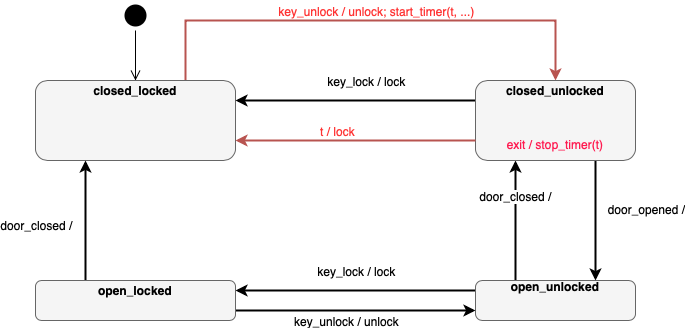 key_unlock / unlock; start_timer(t, ...)
key_lock / lock
closed_locked
closed_unlocked
t / lock
exit / stop_timer(t)
door_closed /
door_opened /
door_closed /
key_lock / lock
open_locked
open_unlocked
key_unlock / unlock